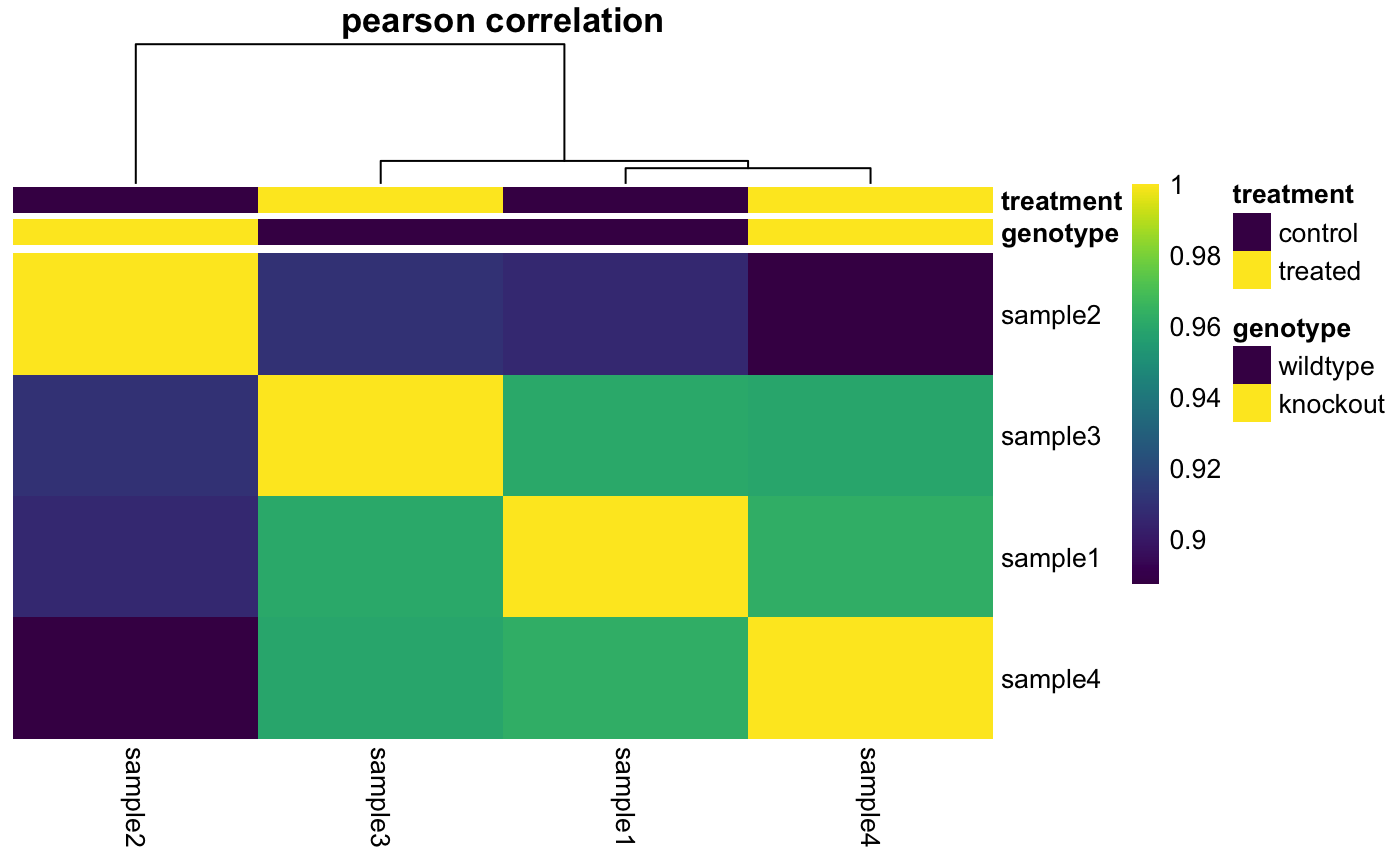 pearson correlation
treatment
genotype
sample2
sample3
sample1
sample4
sample2
sample3
sample1
sample4
1
0.98
0.96
0.94
0.92
0.9
treatment
control
treated
genotype
wildtype
knockout